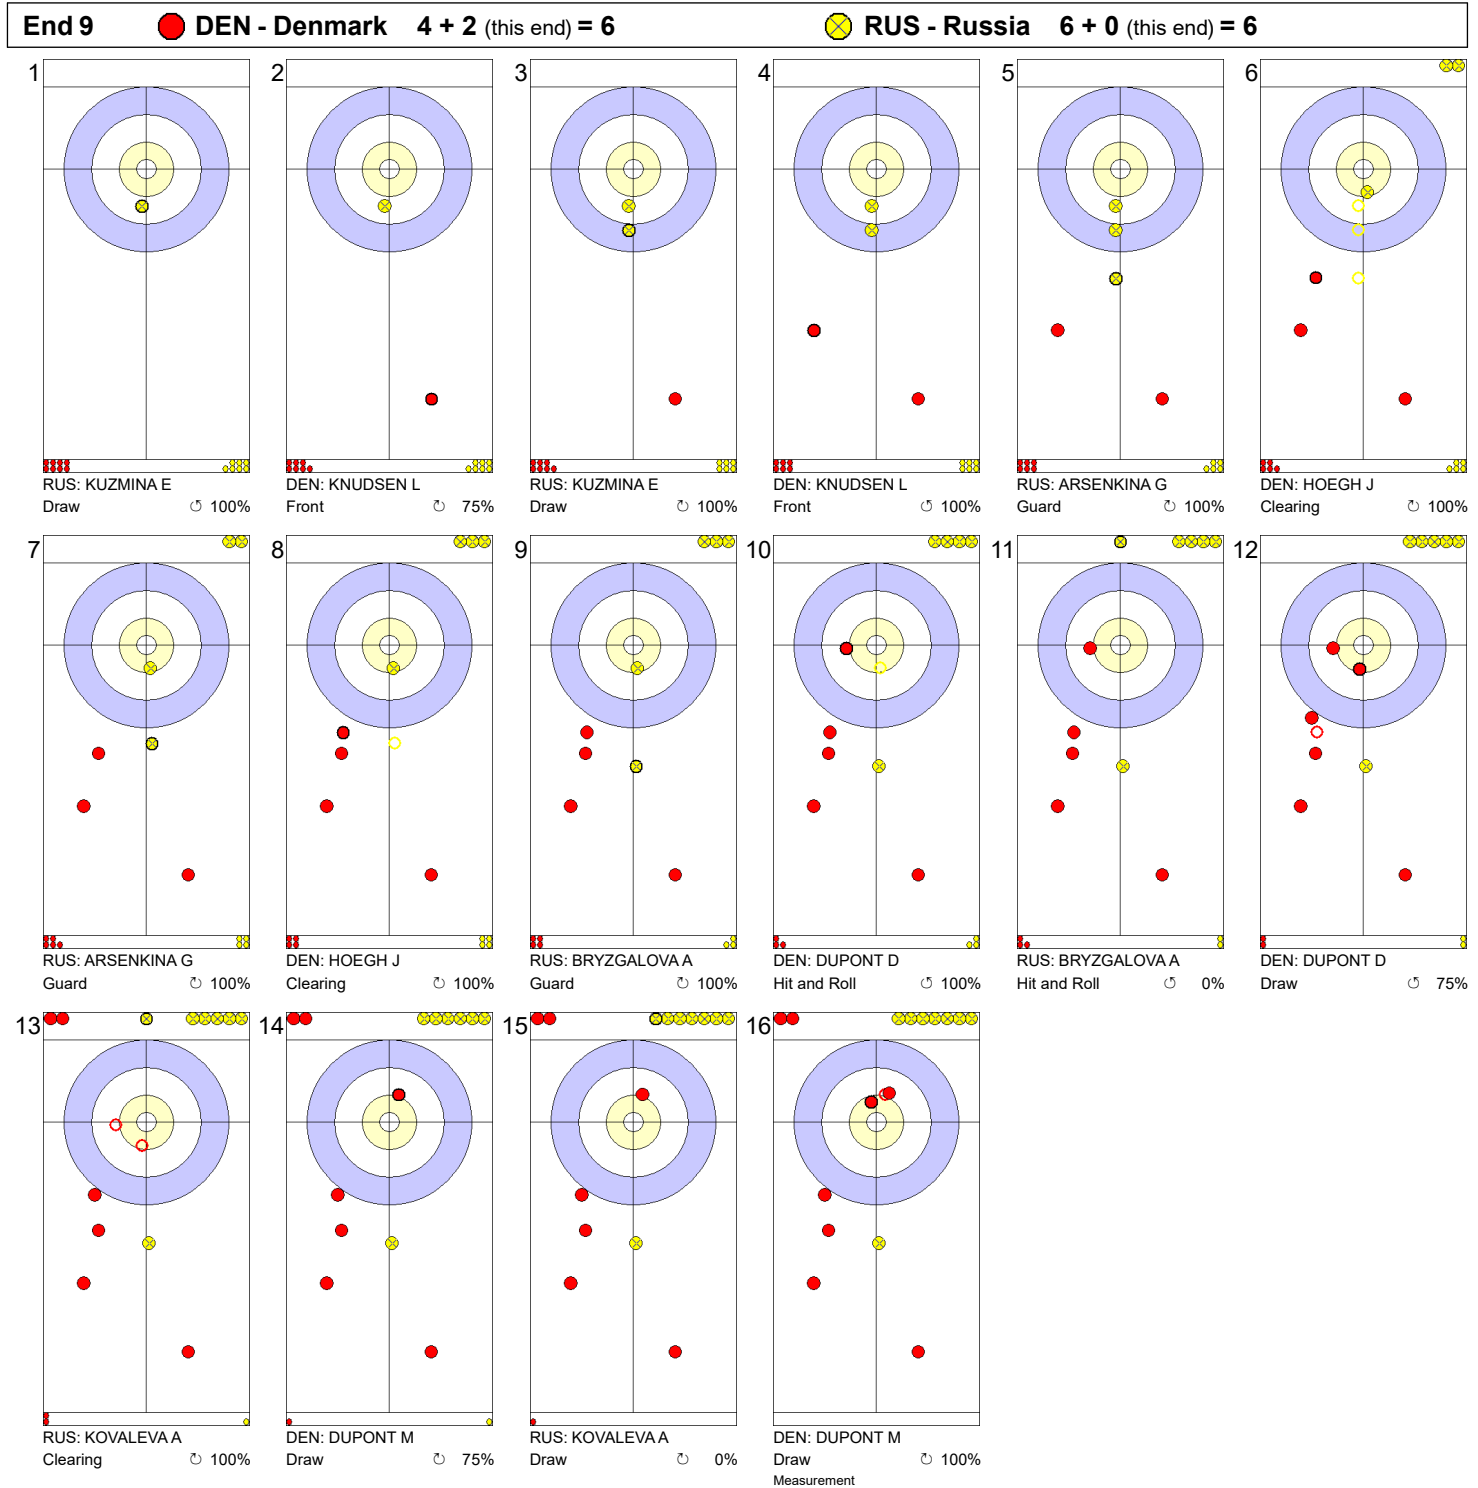 End 9 DEN - Denmark 4 + 2 (this end) = 6 RUS - Russia 6 + 0 (this end) = 6
1 2 3 4 5 6
RUS: KUZMINA E DEN: KNUDSEN L RUS: KUZMINA E DEN: KNUDSEN L RUS: ARSENKINA G DEN: HOEGH J
Draw 100% Front 75% Draw 100% Front 100% Guard 100% Clearing 100%
7 8 9 10 11 12
RUS: ARSENKINA G DEN: HOEGH J RUS: BRYZGALOVA A DEN: DUPONT D RUS: BRYZGALOVA A DEN: DUPONT D
Guard 100% Clearing 100% Guard 100% Hit and Roll 100% Hit and Roll 0% Draw 75%
13 14 15 16
RUS: KOVALEVA A DEN: DUPONT M RUS: KOVALEVA A DEN: DUPONT M
Clearing 100% Draw 75% Draw 0% Draw 100%
Measurement